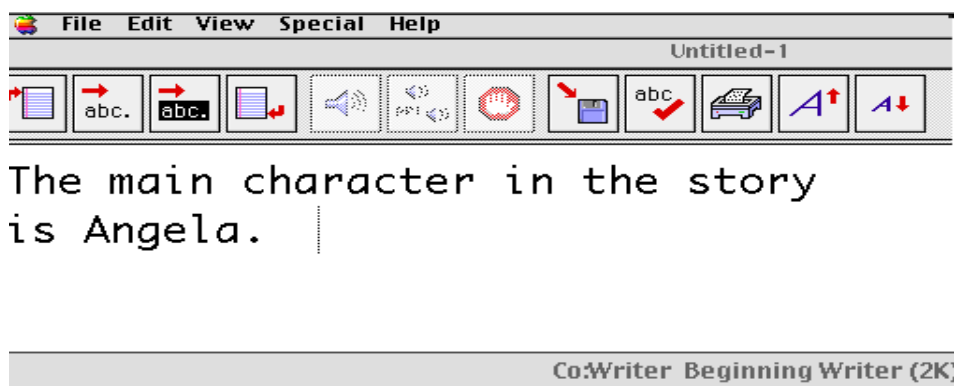 File Edit View Special Help
Untitled-1
abc. abc. abc
The main character in the story
is Angela.
Co:Writer Beginning Writer (2K)